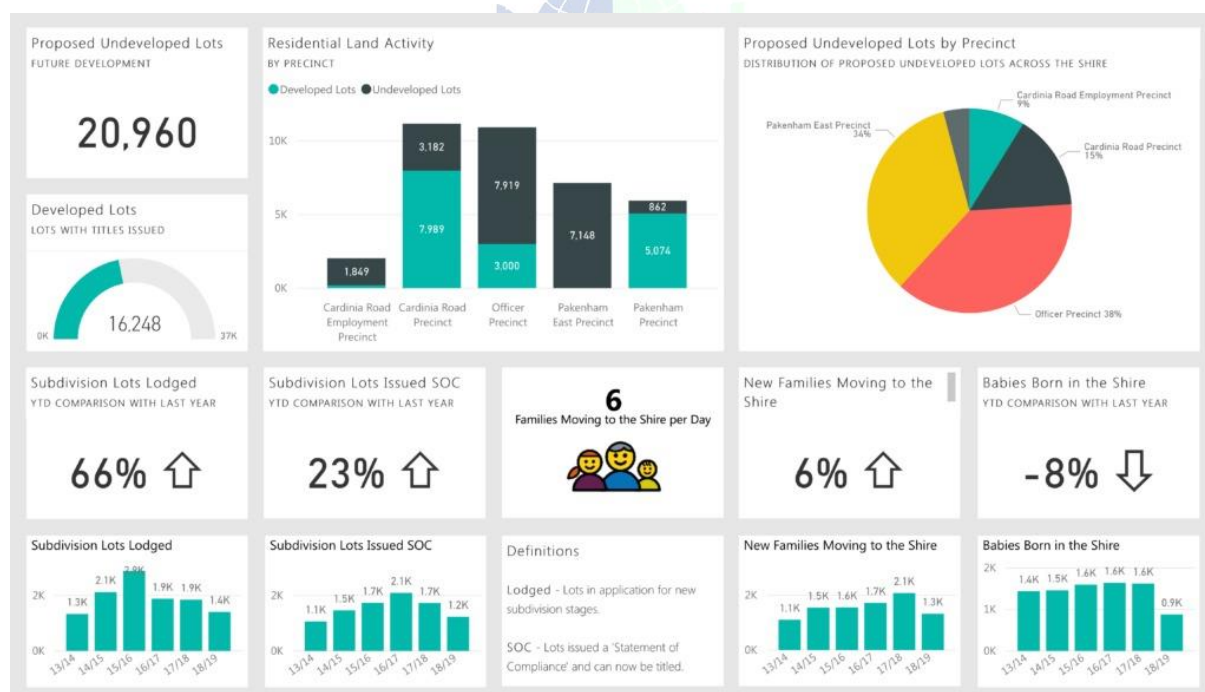 Proposed Undeveloped Lots
FUTURE DEVELOPMENT
20,960
Developed Lots
LOTS WITH TITLES ISSUED
16,248
0K
37K
Residential Land Activity
BY PRECINCT
Developed Lots Undeveloped Lots
10K
5K
0K
1,849
3,182
7,989
7,919
3,000
7,148
862
5,074
Cardinia Road
Employment
Precinct
Cardinia Road
Precinct
Officer
Precinct
Pakenham
East Precinct
Pakenham
Precinct
Proposed Undeveloped Lots by Precinct
DISTRIBUTION OF PROPOSED UNDEVELOPED LOTS ACROSS THE SHIRE
Cardinia Road Employment Precinct
9%
Cardinia Road Precinct
15%
Officer Precinct 38%
Pakenham East Precinct
34%
Subdivision Lots Lodged
YTD COMPARISON WITH LAST YEAR
66%
Subdivision Lots Issued SOC
YTD COMPARISON WITH LAST YEAR
23%
6
Families Moving to the Shire per Day
New Families Moving to the
Shire
6%
Babies Born in the Shire
YTD COMPARISON WITH LAST YEAR
-8%
Subdivision Lots Lodged
2K
0K
1.3K
2.1K
2.9K
1.9K
1.9K
1.4K
13/14
14/15
15/16
16/17
17/18
18/19
Subdivision Lots Issued SOC
2K
0K
1.1K
1.5K
1.7K
2.1K
1.7K
1.2K
13/14
14/15
15/16
16/17
17/18
18/19
Definitions
Lodged - Lots in application for new
subdivision stages.
SOC - Lots issued a 'Statement of
Compliance' and can now be titled.
New Families Moving to the Shire
2K
0K
1.1K
1.5K
1.6K
1.7K
2.1K
1.3K
13/14
14/15
15/16
16/17
17/18
18/19
Babies Born in the Shire
2K
1K
0K
1.4K
1.5K
1.6K
1.6K
1.6K
0.9K
13/14
14/15
15/16
16/17
17/18
18/19